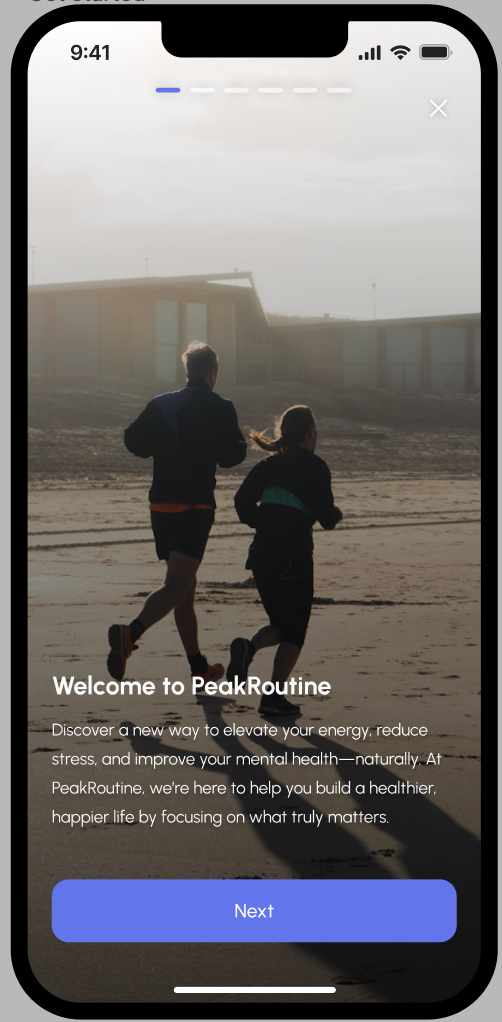 9:41
Welcome to PeakRoutine
Discover a new way to elevate your energy, reduce
stress, and improve your mental health—naturally. At
PeakRoutine, we're here to help you build a healthier,
happier life by focusing on what truly matters.
Next